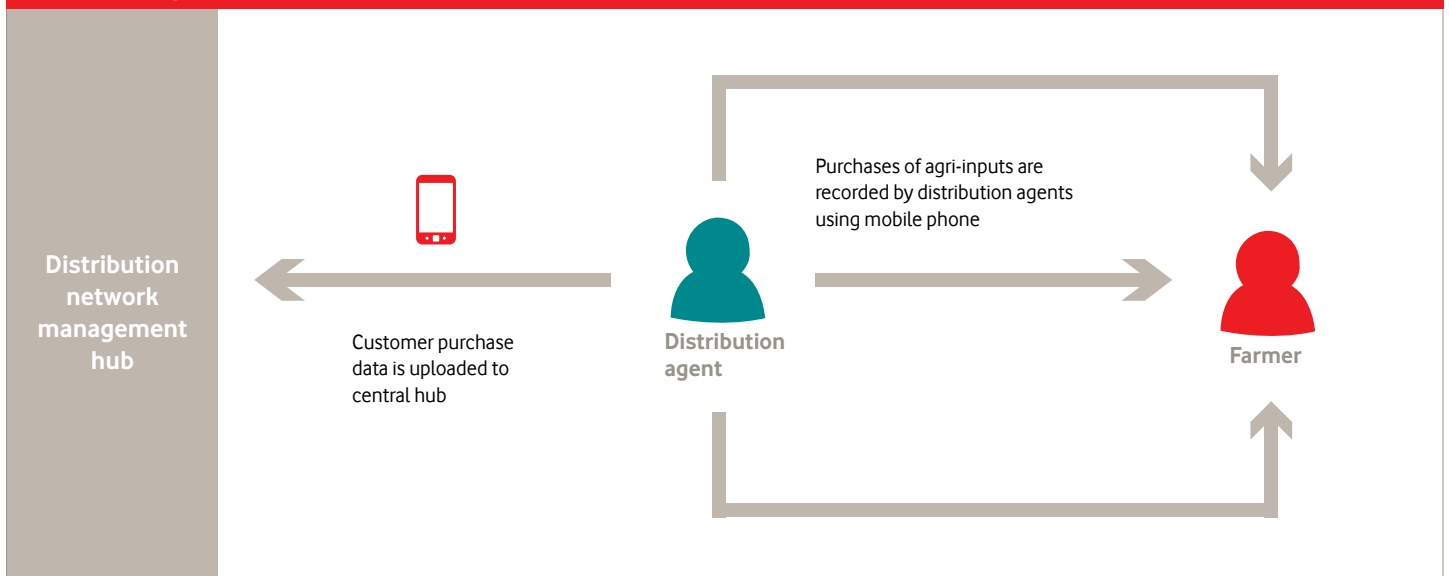 Distribution
network
management
hub
Customer purchase
data is uploaded to
central hub
Distribution
agent
Purchases of agri-inputs are
recorded by distribution agents
using mobile phone
Farmer